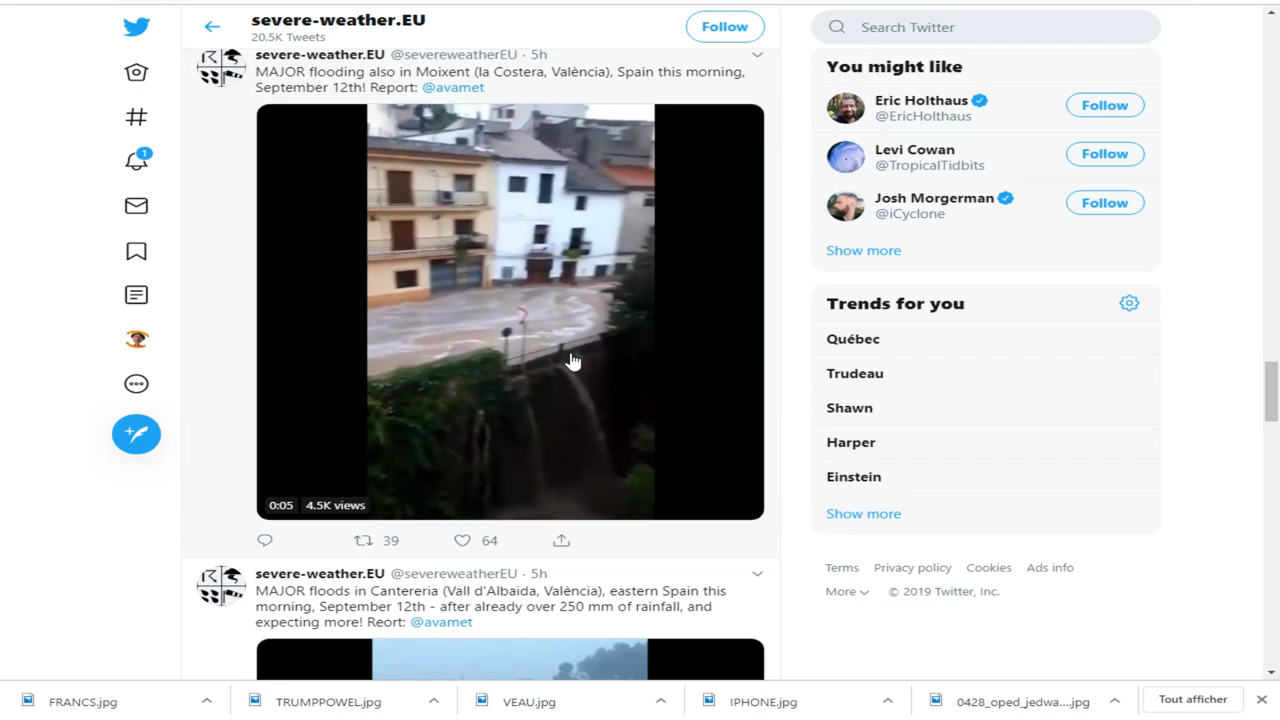 severe-weather.EU
20.5K Tweets
Follow
Search Twitter
severe-weather.EU @severeweatherEU · 5h
MAJOR flooding also in Moixent (la Costera, València), Spain this morning,
September 12th! Report: @avamet
0:05 4.5K views
39 64
severe-weather.EU @severeweatherEU · 5h
MAJOR floods in Cantereria (Vall d'Albaida, València), eastern Spain this
morning, September 12th - after already over 250 mm of rainfall, and
expecting more! Reort: @avamet
1
You might like
Eric Holthaus
@EricHolthaus
Follow
Levi Cowan
@TropicalTidbits
Follow
Josh Morgerman
@iCyclone
Follow
Show more
Trends for you
Québec
Trudeau
Shawn
Harper
Einstein
Show more
Terms Privacy policy Cookies Ads info
More © 2019 Twitter, Inc.
FRANCS.jpg TRUMPPOWEL.jpg VEAU.jpg IPHONE.jpg 0428_oped_jedwa....jpg Tout afficher